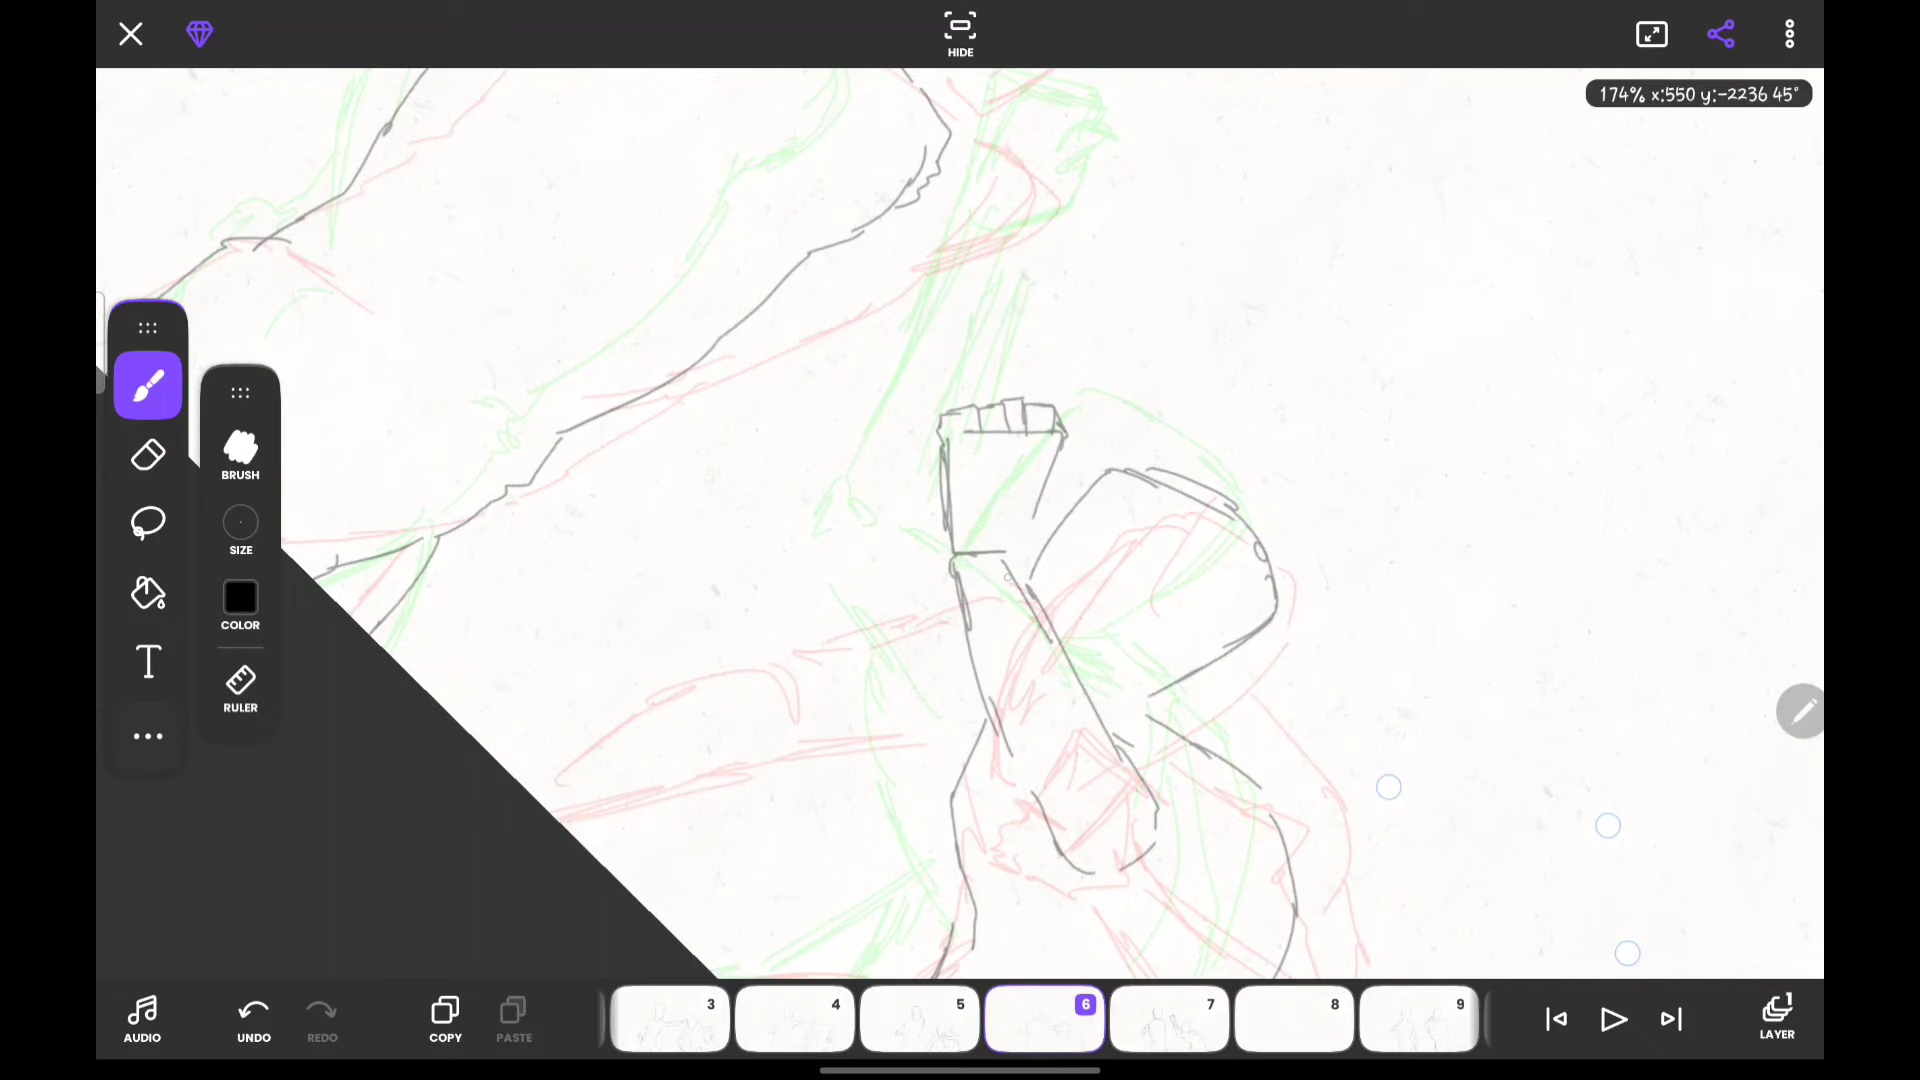 HIDE
174% x:550 y:-2236 45°
BRUSH
SIZE
COLOR
RULER
T
AUDIO
UNDO
REDO
COPY
PASTE
3
4
5
6
7
8
9
LAYER